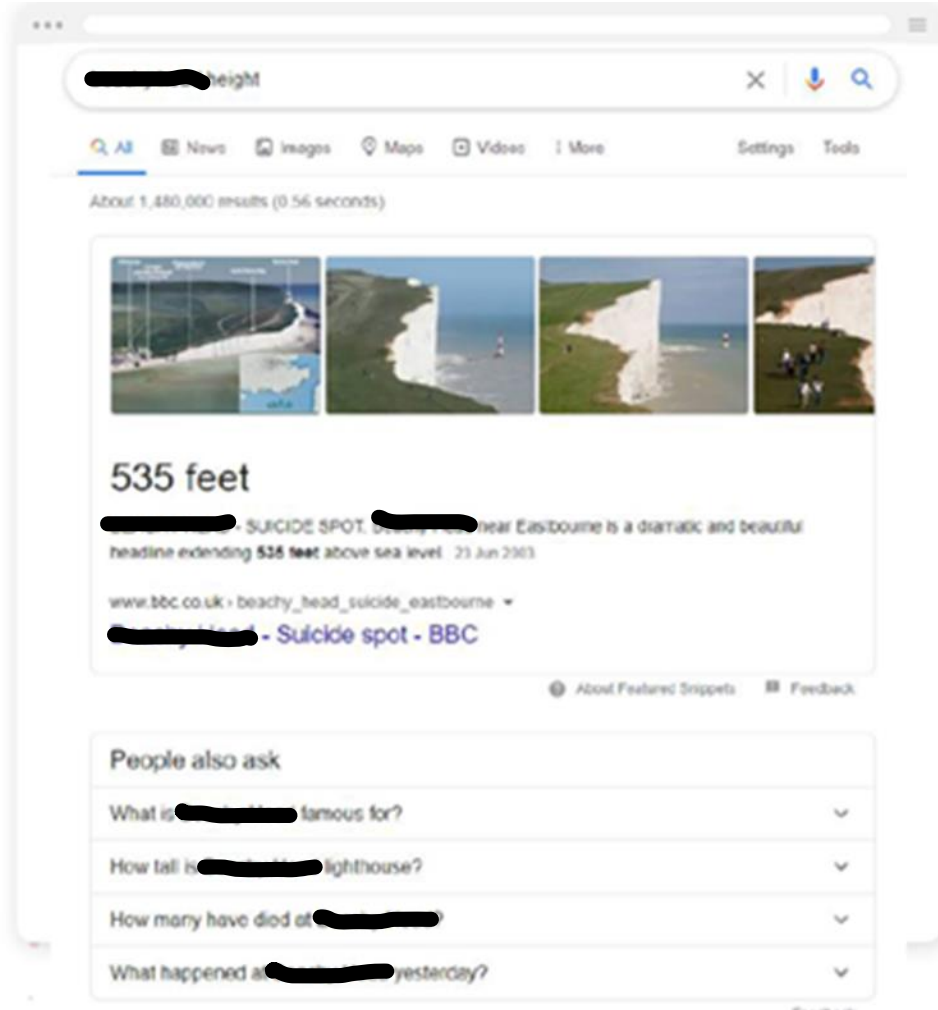 height
All News Images Maps Videos More Settings Tools
About 1,480,000 results (0.56 seconds)
535 feet
- SUICIDE SPOT. near Eastbourne is a dramatic and beautiful
headline extending 535 feet above sea level 23 Jun 2003
www.bbc.co.uk › beachy_head_suicide_eastbourne
- Suicide spot - BBC
About Featured Snippets Feedback
People also ask
What is famous for?
How tall is lighthouse?
How many have died at ?
What happened at yesterday?